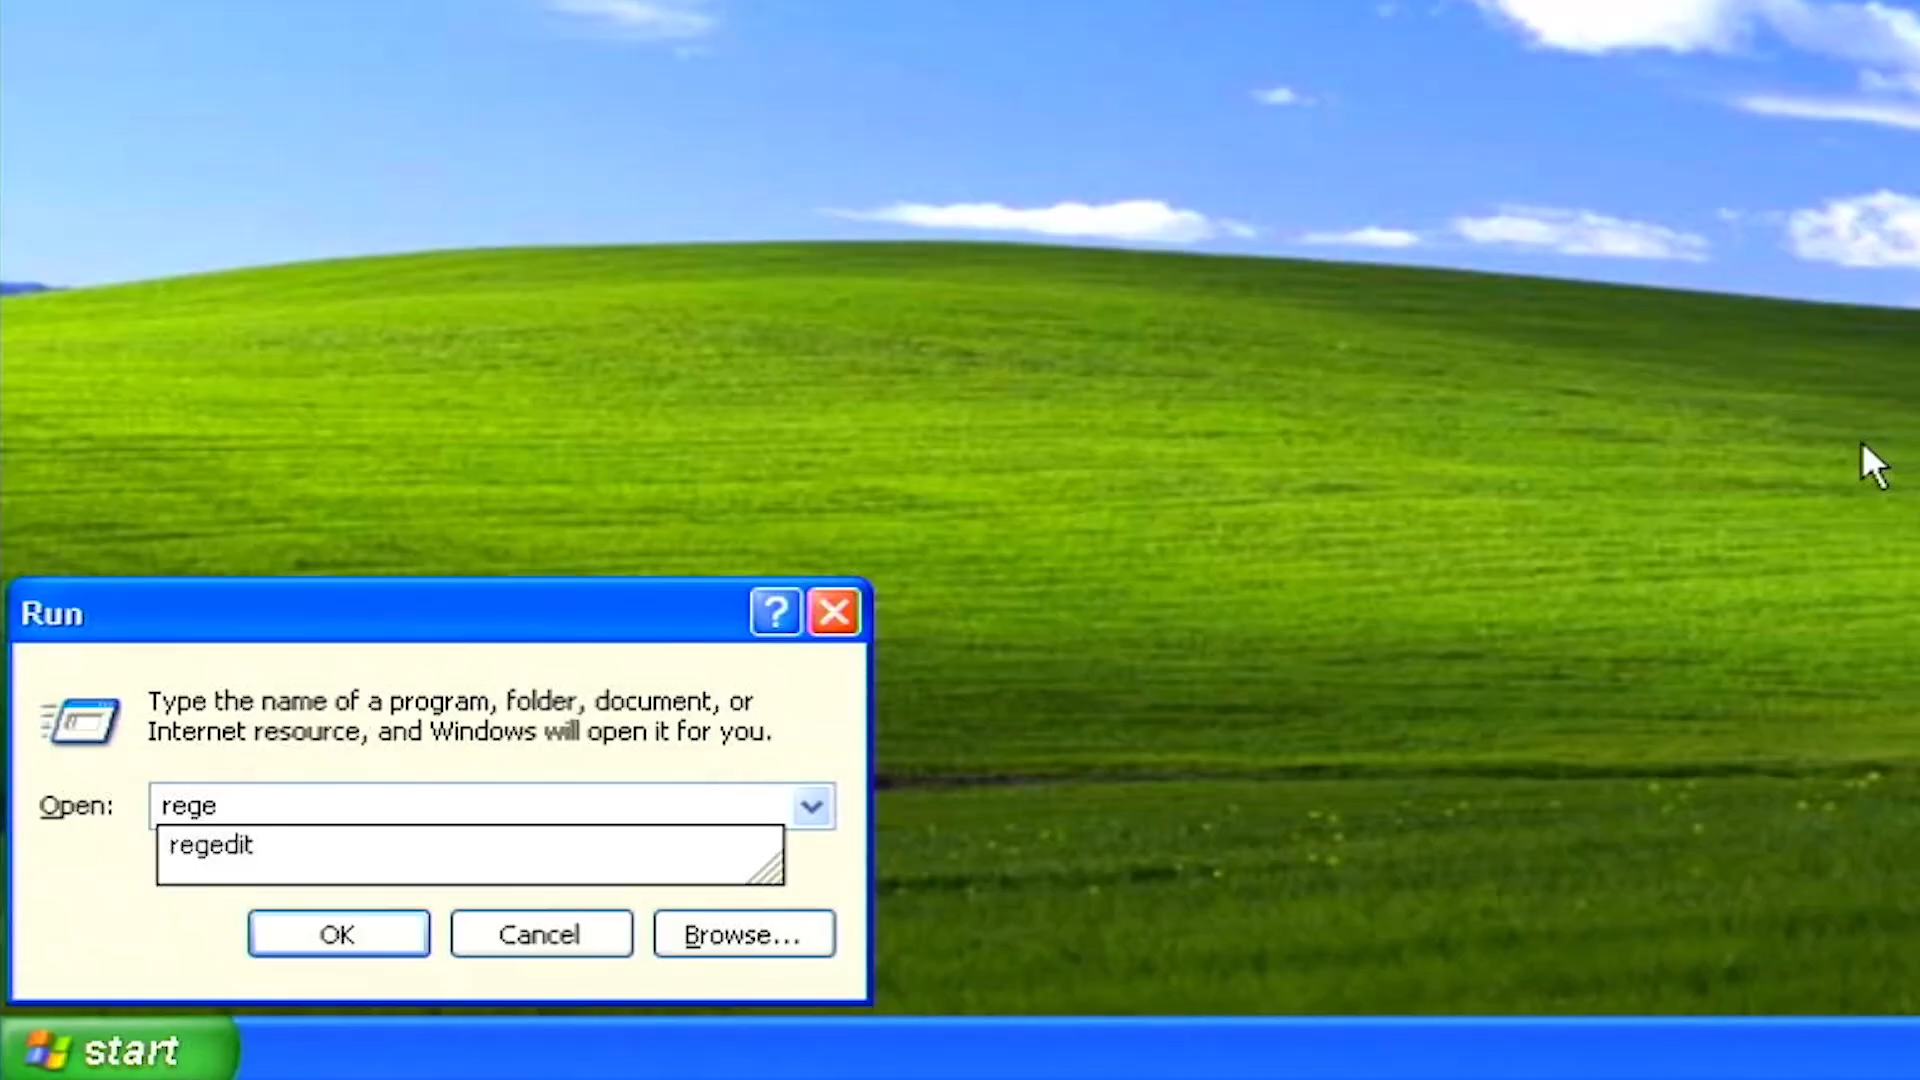 Run
Type the name of a program, folder, document, or
Internet resource, and Windows will open it for you.
Open: rege
regedit
OK Cancel Browse...
start